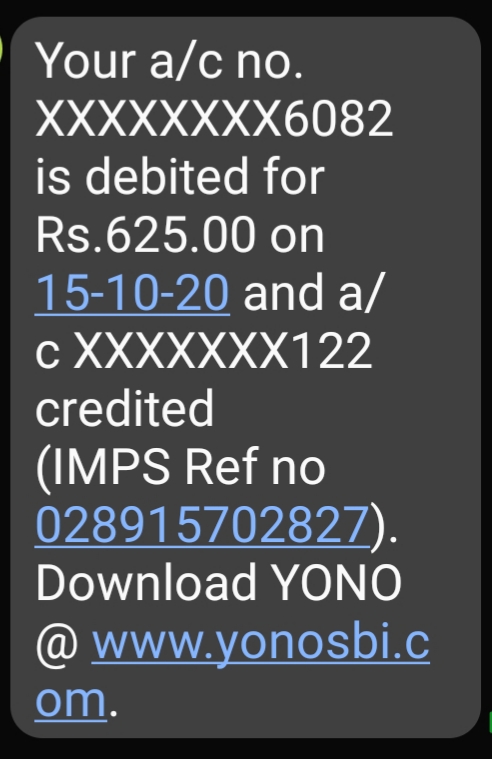 Your a/c no.
XXXXXXXX6082
is debited for
Rs.625.00 on
15-10-20 and a/
c XXXXXXX122
credited
(IMPS Ref no
028915702827).
Download YONO
@ www.yonosbi.c
om.